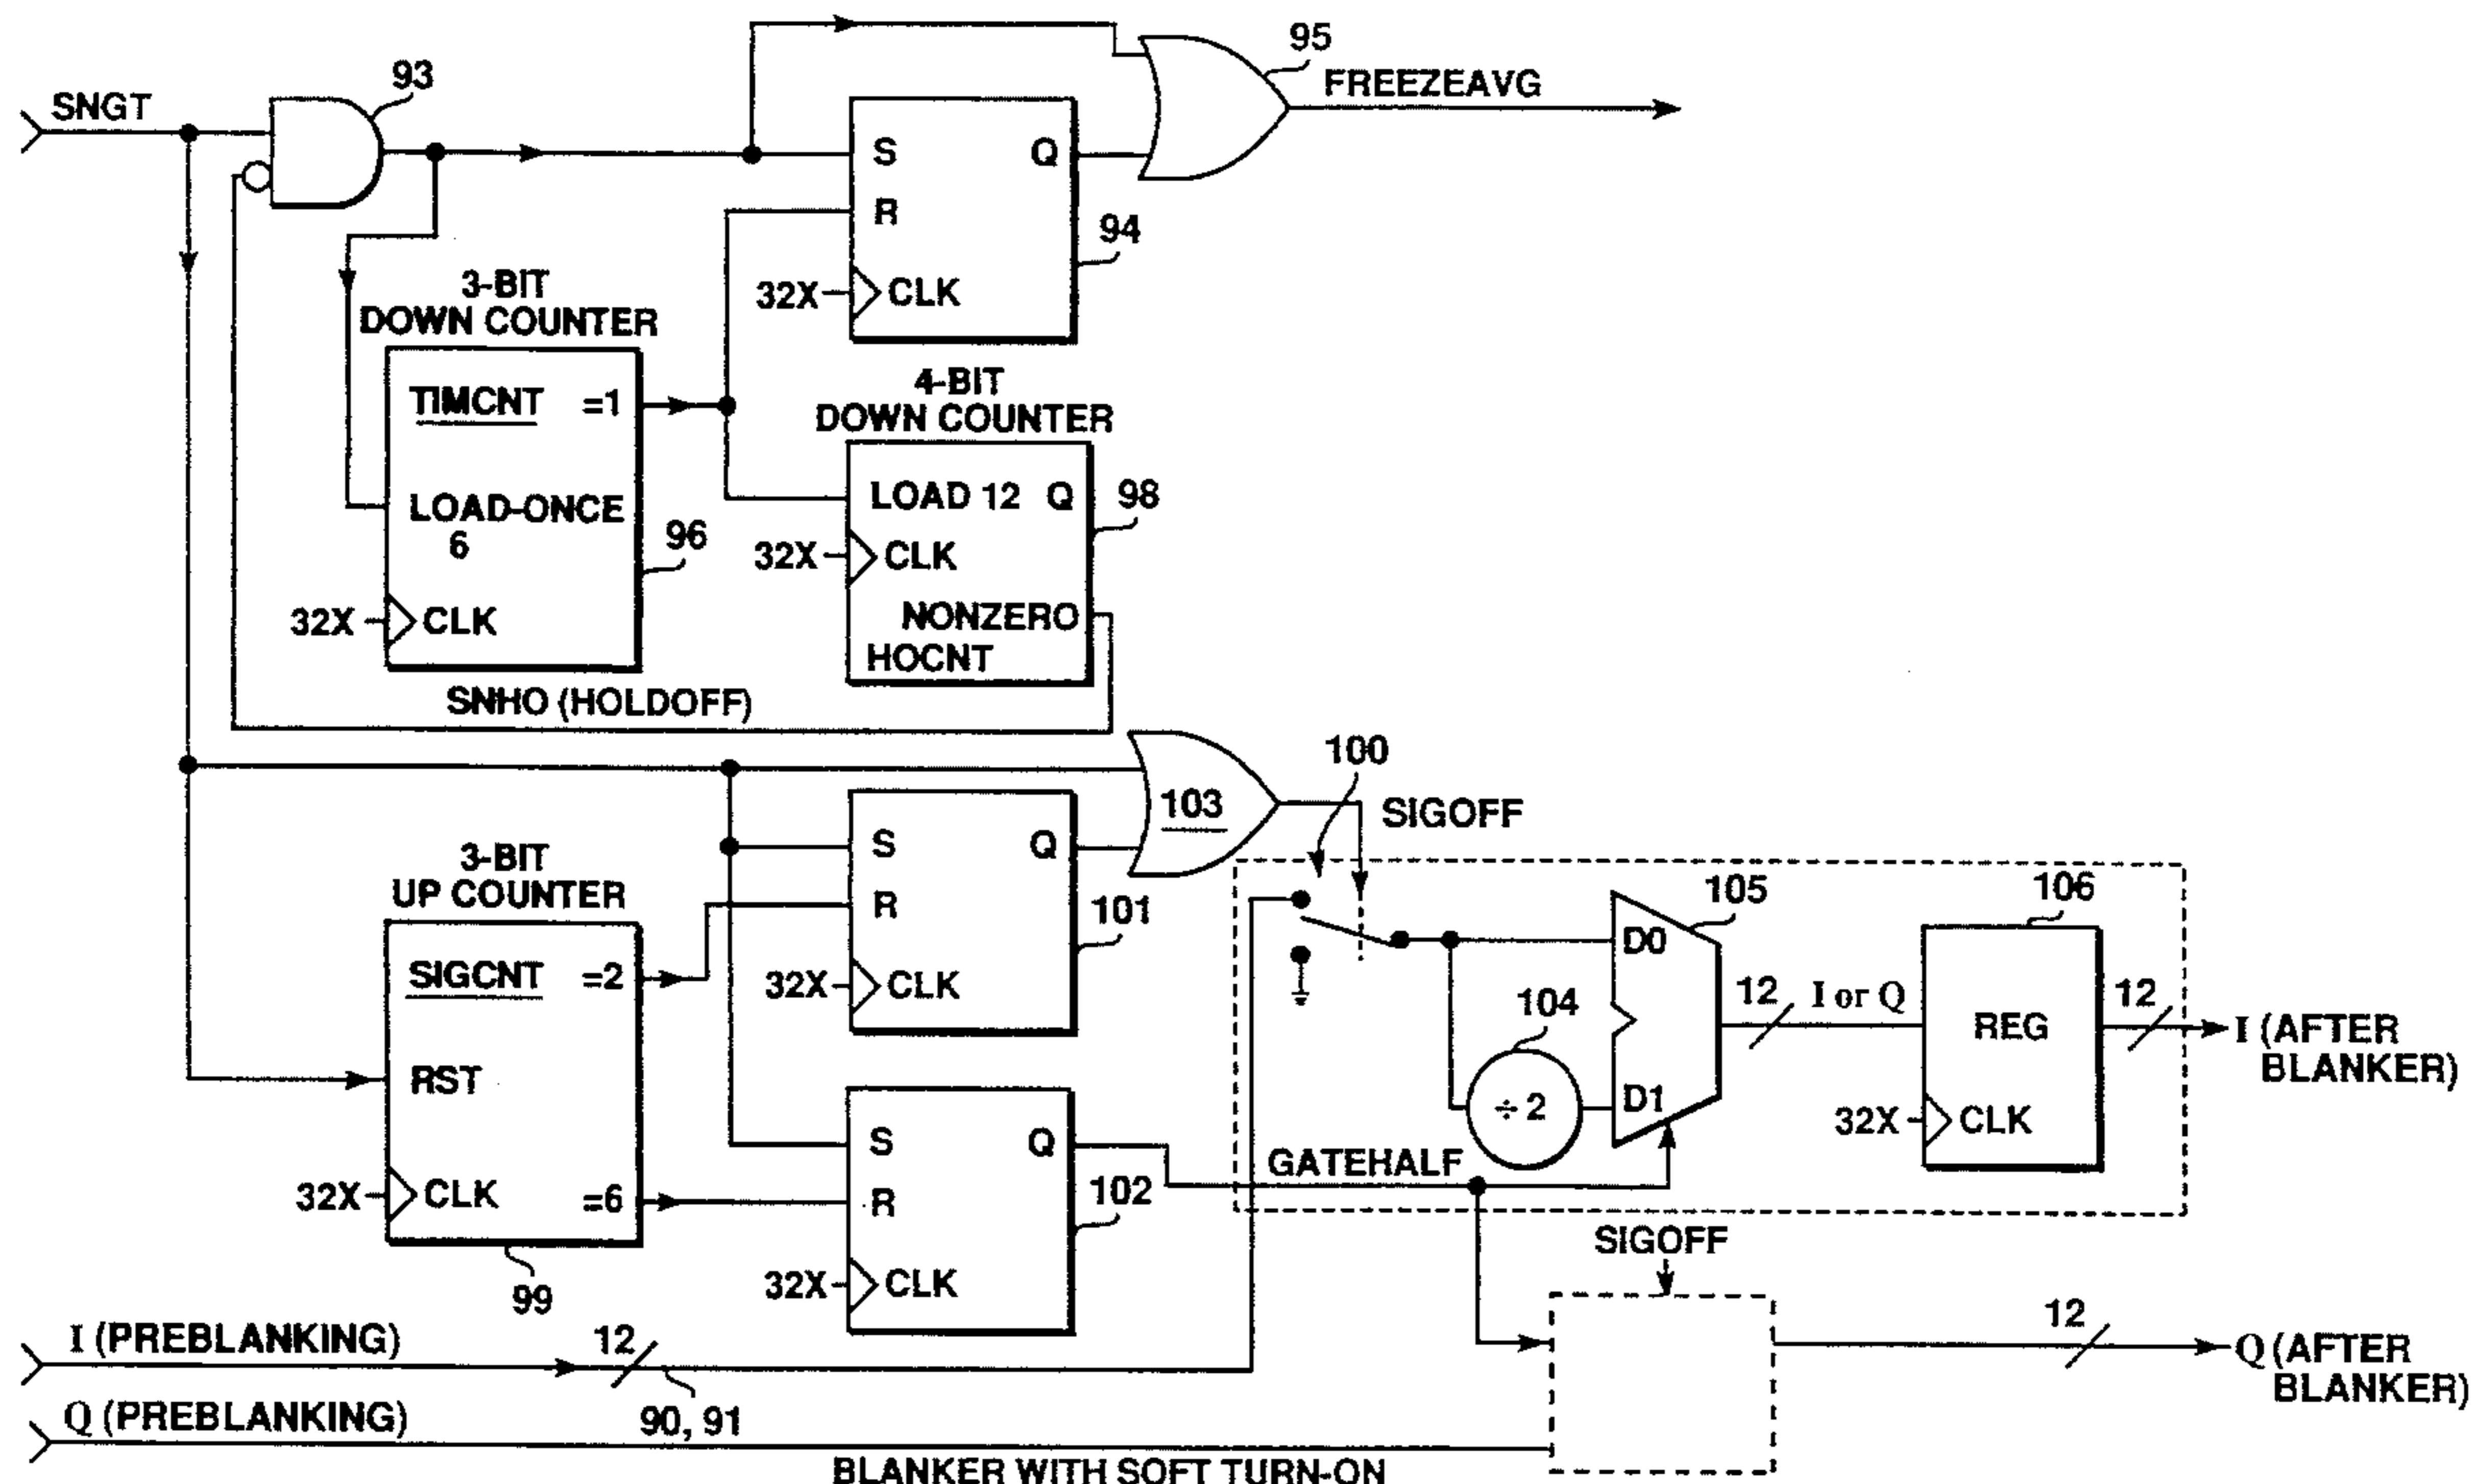 SNGT
93
95
FREEZEAVG
S Q
R
94
32X CLK
3-BIT
DOWN COUNTER
TIMCNT =1
LOAD-ONCE
6
96
32X CLK
4-BIT
DOWN COUNTER
LOAD 12 Q
98
32X CLK
NONZERO
HOCNT
SNHO (HOLDOFF)
103
100
SIGOFF
3-BIT
UP COUNTER
SIGCNT =2
RST
32X CLK =6
99
S Q
R
101
32X CLK
S Q
R
102
32X CLK
105
106
D0
104
÷2
D1
12
I or Q
REG
32X CLK
12
I (AFTER
BLANKER)
GATEHALF
SIGOFF
I (PREBLANKING)
12
90, 91
Q (PREBLANKING)
12
Q (AFTER
BLANKER)
BLANKER WITH SOFT TURN-ON